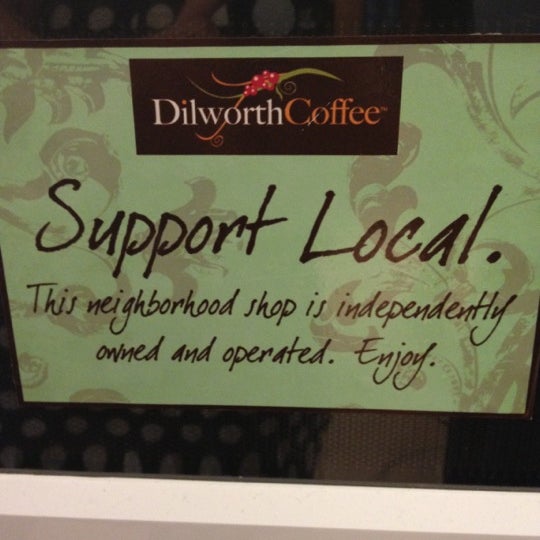 DilworthCoffee™
Support Local.
This neighborhood shop is independently
owned and operated. Enjoy.